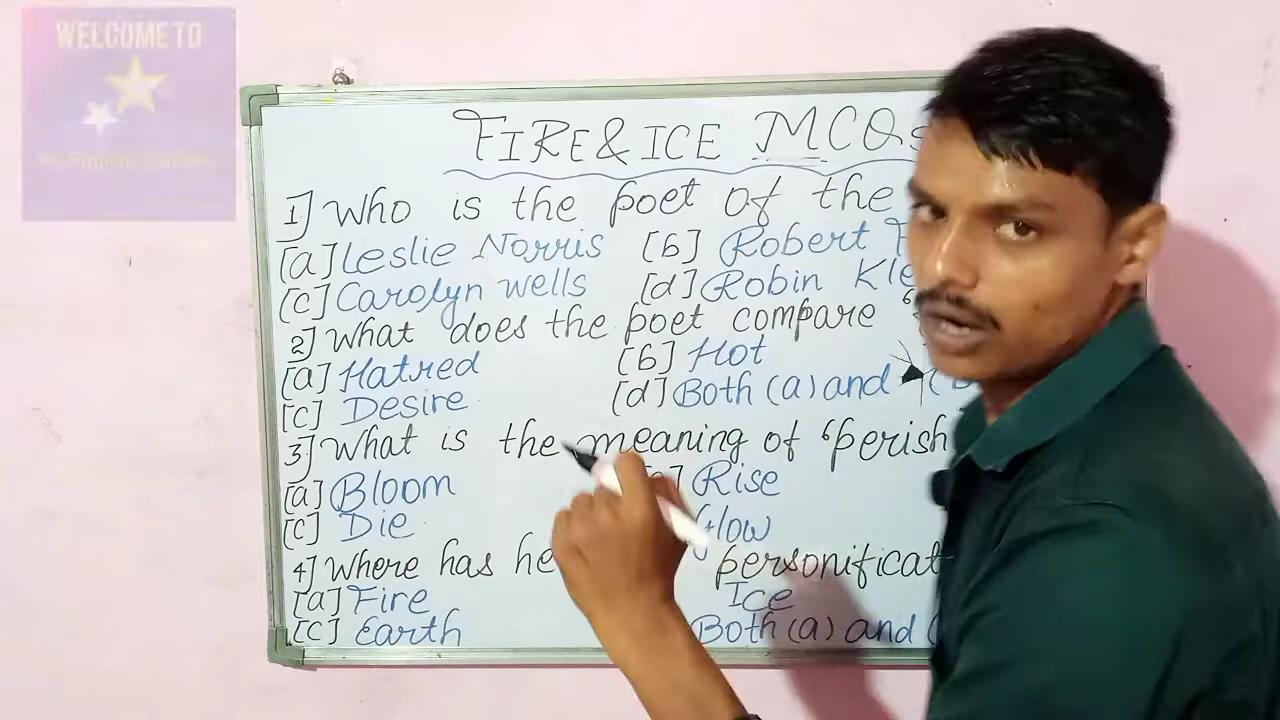 WELCOME TO
FIRE & ICE MCQs
1] Who is the poet of the
[a] Leslie Norris [b] Robert
[c] Carolyn wells [d] Robin Kle
2] What does the poet compare
[a] Hatred [b] Hot
[c] Desire [d] Both (a) and
3] What is the meaning of 'perish
[a] Bloom Rise
[c] Die Glow
4] Where has he personificat
[a] Fire Ice
[c] Earth Both (a) and